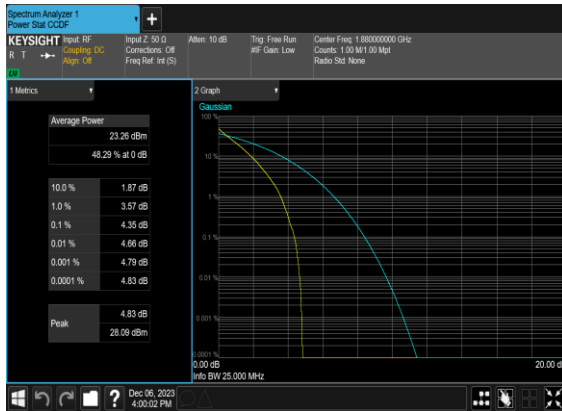 Spectrum Analyzer 1
Power Stat CCDF
+
KEYSIGHT
R T
LXI
Input: RF
Coupling: DC
Align: Off
Input Z: 50 Ω
Corrections: Off
Freq Ref: Int (S)
Atten: 10 dB
Trig: Free Run
#IF Gain: Low
Center Freq: 1.880000000 GHz
Counts: 1.00 M/1.00 Mpt
Radio Std: None
1 Metrics
Average Power
23.26 dBm
48.29 % at 0 dB
10.0 % 1.87 dB
1.0 % 3.57 dB
0.1 % 4.35 dB
0.01 % 4.66 dB
0.001 % 4.79 dB
0.0001 % 4.83 dB
Peak
4.83 dB
28.09 dBm
2 Graph
Gaussian
100 %
10 %
1 %
0.1 %
0.01 %
0.001 %
0.0001 %
0.00 dB
20.00 d
Info BW 25.000 MHz
?
Dec 06, 2023
4:00:02 PM